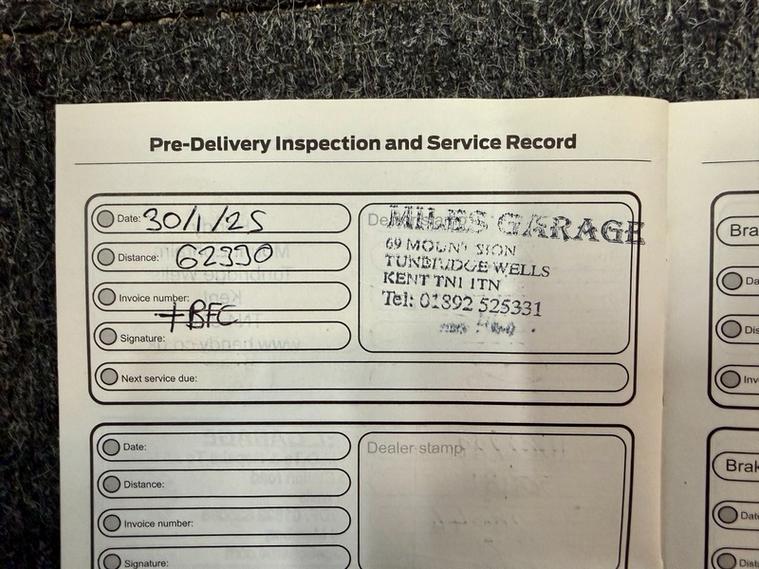 Pre-Delivery Inspection and Service Record
Date: 30/1/25
Distance: 62390
Invoice number:
+BFC
Signature:
Next service due:
MILES GARAGE
69 MOUNT SION
TUNBRIDGE WELLS
KENT TN1 1TN
Tel: 01892 525331
Date:
Distance:
Invoice number:
Signature:
Dealer stamp
Bra
Da
Dis
Inv
Brak
Date
Dista